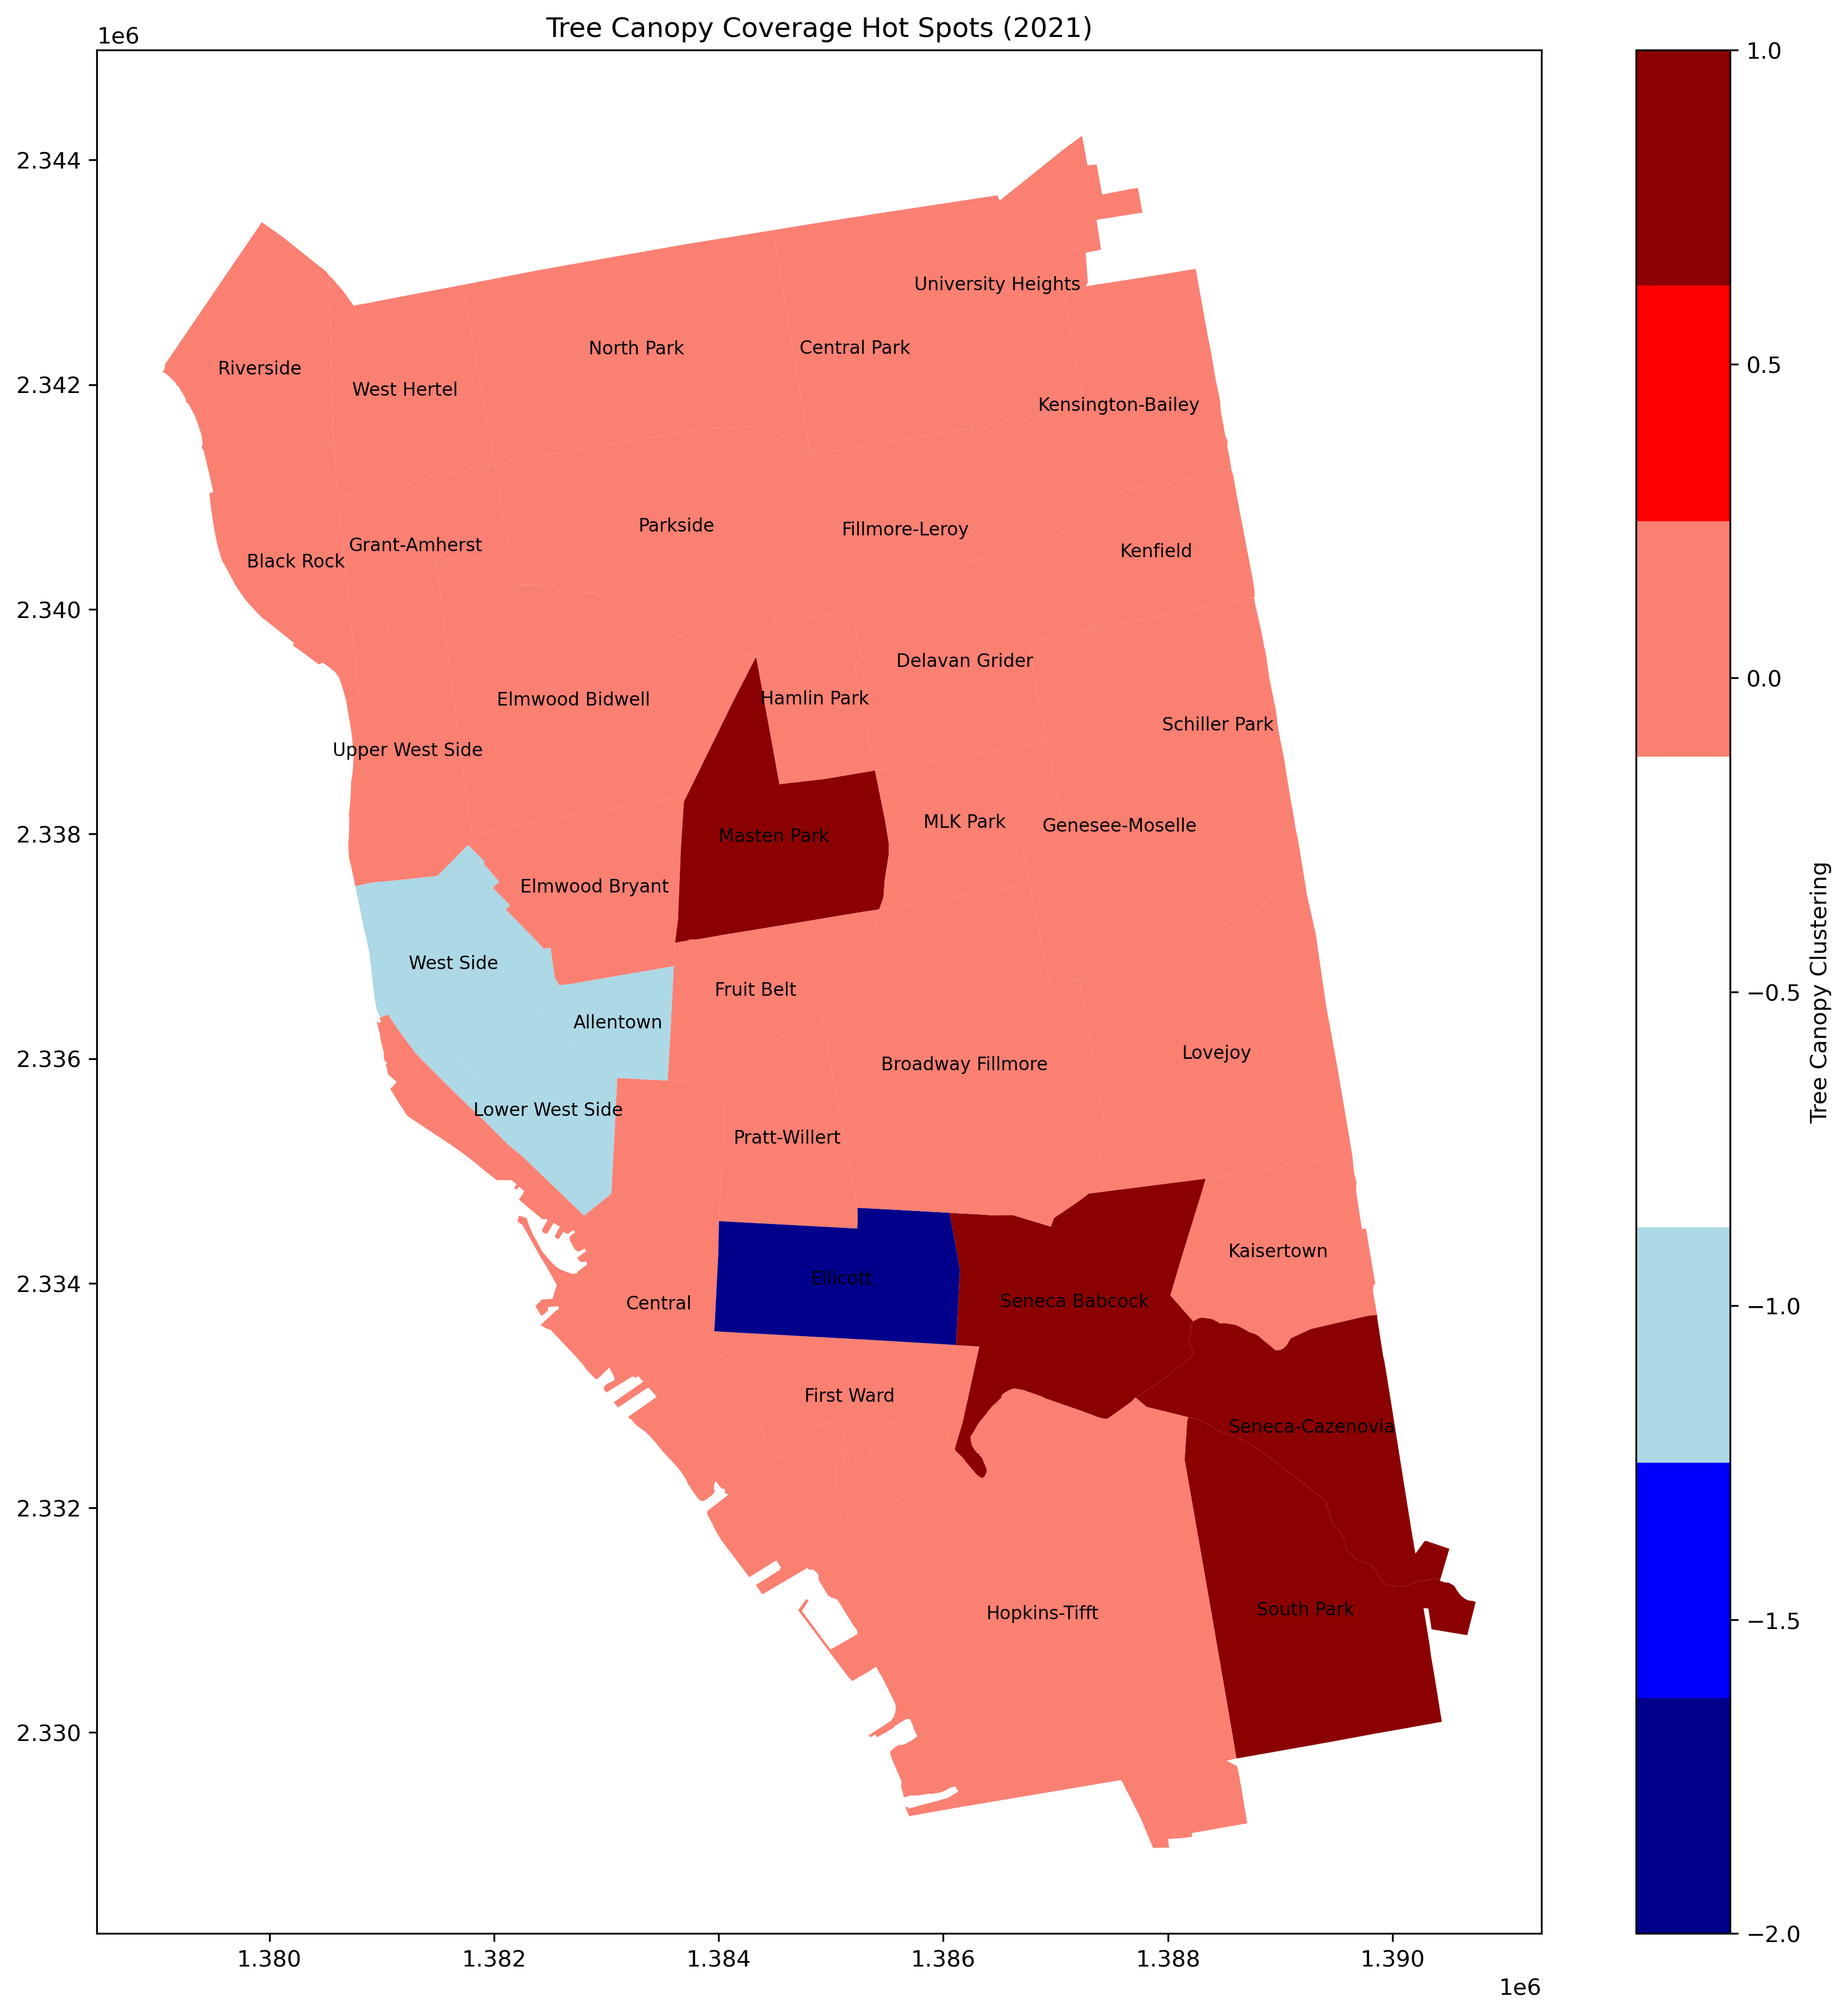 Tree Canopy Coverage Hot Spots (2021)
1e6
1.0
2.344
University Heights
0.5
North Park
Central Park
Riverside
West Hertel
2.342
Kensington-Bailey
Parkside
Fillmore-Leroy
Grant-Amherst
Kenfield
Black Rock
2.340
0.0
Delavan Grider
Hamlin Park
Elmwood Bidwell
Schiller Park
Upper West Side
MLK Park
Genesee-Moselle
2.338
Masten Park
Elmwood Bryant
West Side
Fruit Belt
−0.5
Tree Canopy Clustering
Allentown
2.336
Lovejoy
Broadway Fillmore
Lower West Side
Pratt-Willert
Kaisertown
2.334
Ellicott
Seneca Babcock
Central
−1.0
First Ward
Seneca-Cazenovia
2.332
South Park
Hopkins-Tifft
−1.5
2.330
−2.0
1.380
1.382
1.384
1.386
1.388
1.390
1e6